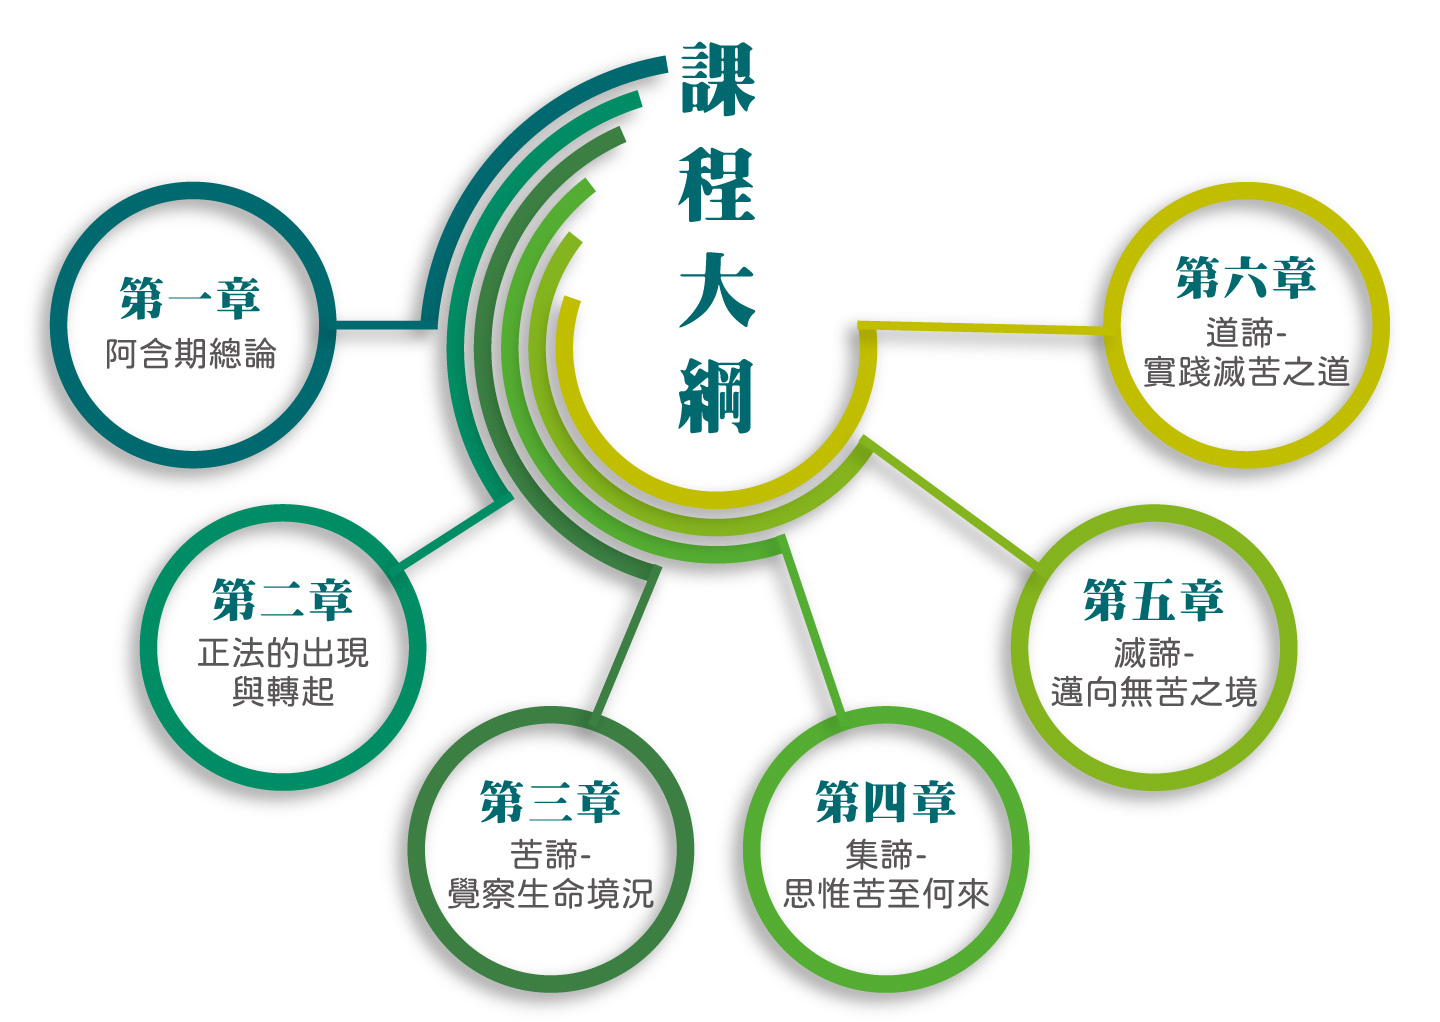 課程大綱
第一章
阿含期總論
第二章
正法的出現
與轉起
第三章
苦諦-
覺察生命境況
第四章
集諦-
思惟苦至何來
第五章
滅諦-
邁向無苦之境
第六章
道諦-
實踐滅苦之道